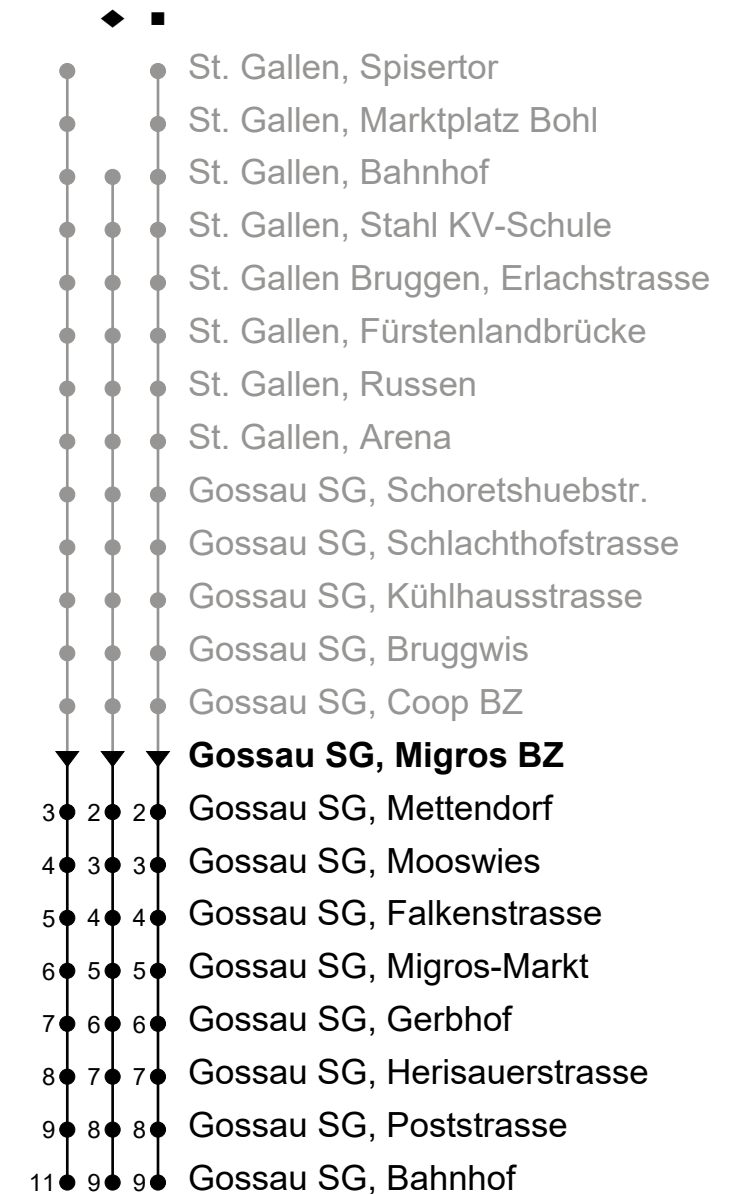 St. Gallen, Spisertor
St. Gallen, Marktplatz Bohl
St. Gallen, Bahnhof
St. Gallen, Stahl KV-Schule
St. Gallen Bruggen, Erlachstrasse
St. Gallen, Fürstenlandbrücke
St. Gallen, Russen
St. Gallen, Arena
Gossau SG, Schoretshuebstr.
Gossau SG, Schlachthofstrasse
Gossau SG, Kühlhausstrasse
Gossau SG, Bruggwis
Gossau SG, Coop BZ
Gossau SG, Migros BZ
3 2 2 Gossau SG, Mettendorf
4 3 3 Gossau SG, Mooswies
5 4 4 Gossau SG, Falkenstrasse
6 5 5 Gossau SG, Migros-Markt
7 6 6 Gossau SG, Gerbhof
8 7 7 Gossau SG, Herisauerstrasse
9 8 8 Gossau SG, Poststrasse
11 9 9 Gossau SG, Bahnhof